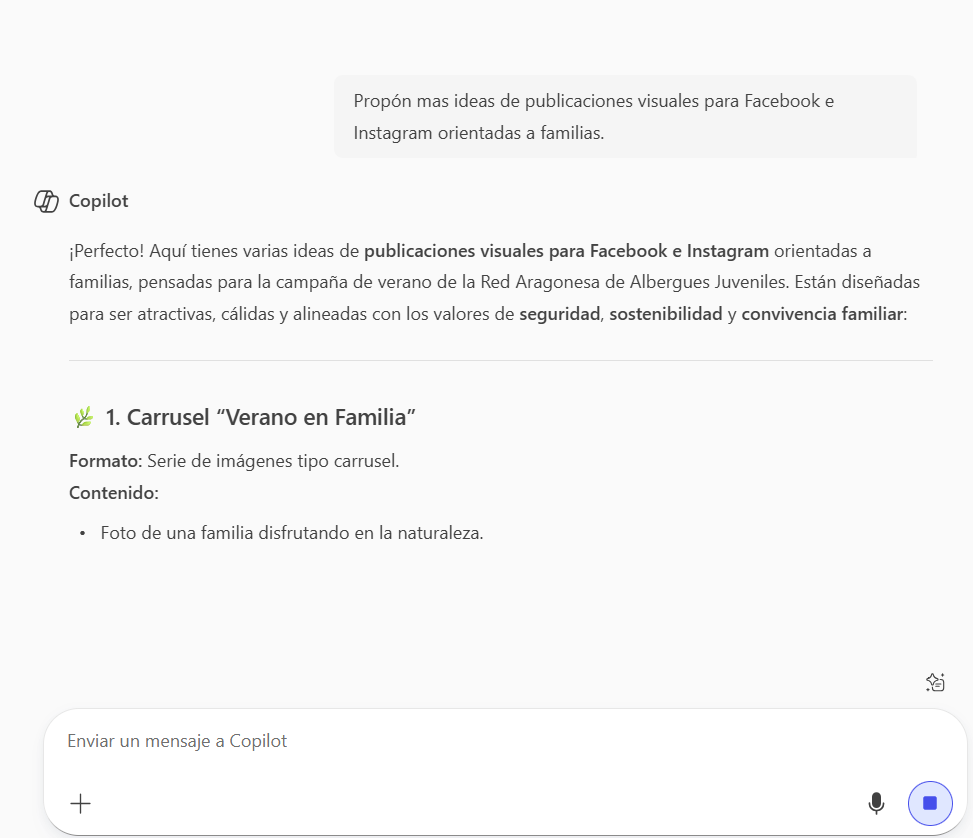 Propón mas ideas de publicaciones visuales para Facebook e
Instagram orientadas a familias.
Copilot
¡Perfecto! Aquí tienes varias ideas de publicaciones visuales para Facebook e Instagram orientadas a
familias, pensadas para la campaña de verano de la Red Aragonesa de Albergues Juveniles. Están diseñadas
para ser atractivas, cálidas y alineadas con los valores de seguridad, sostenibilidad y convivencia familiar:
1. Carrusel “Verano en Familia”
Formato: Serie de imágenes tipo carrusel.
Contenido:
• Foto de una familia disfrutando en la naturaleza.
Enviar un mensaje a Copilot